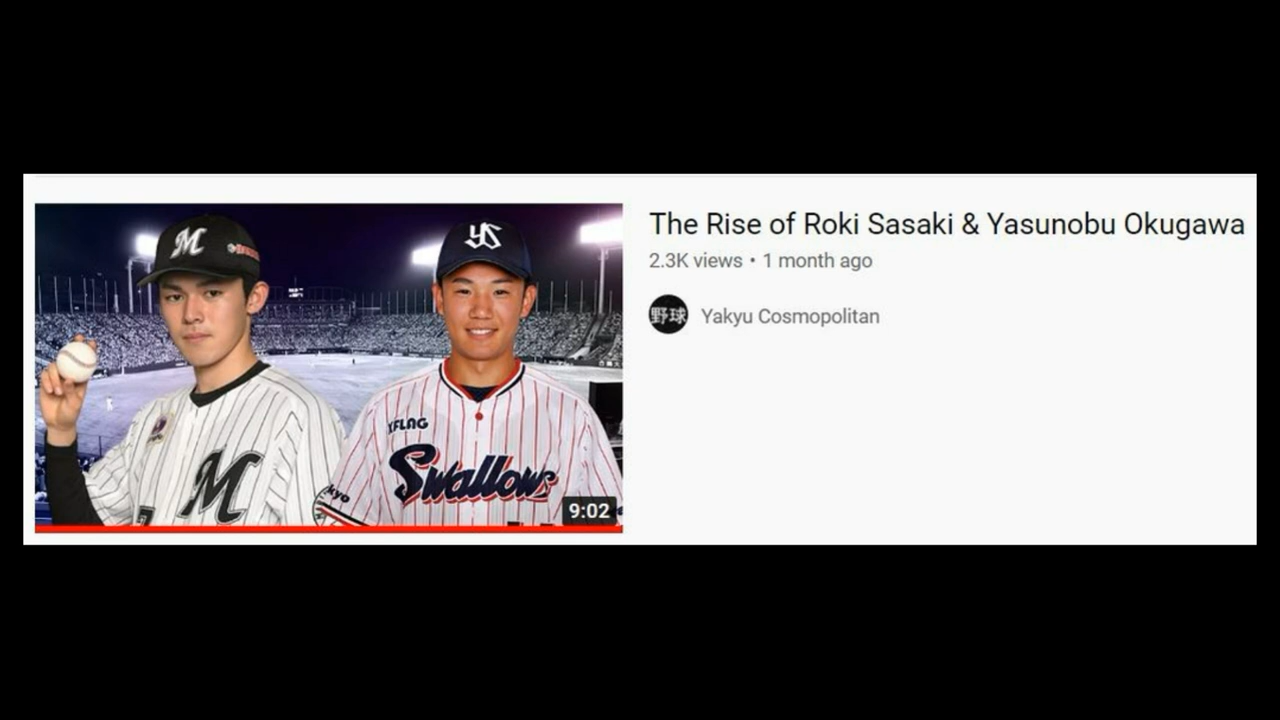 The Rise of Roki Sasaki & Yasunobu Okugawa
2.3K views • 1 month ago
野球 Yakyu Cosmopolitan
M
M
YS
XFLAG
Swallows
kyo
9:02